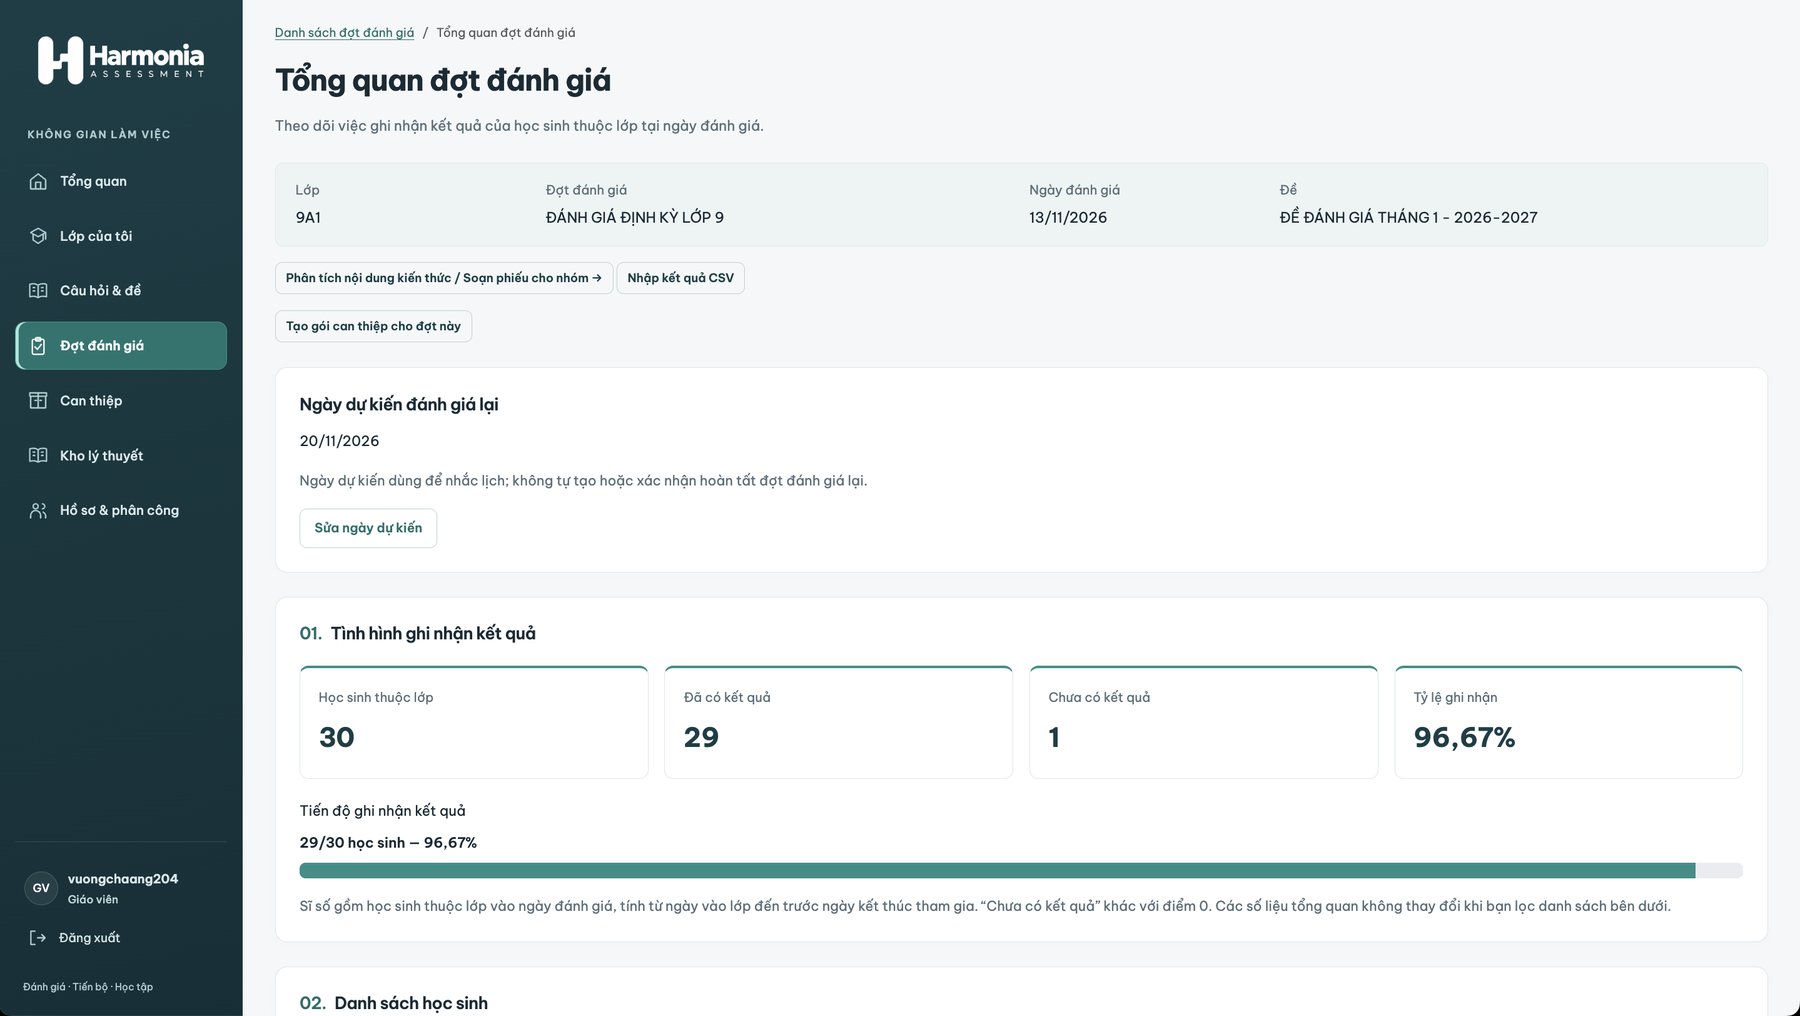 Harmonia
ASSESSMENT
KHÔNG GIAN LÀM VIỆC
Tổng quan
Lớp của tôi
Câu hỏi & đề
Đợt đánh giá
Can thiệp
Kho lý thuyết
Hồ sơ & phân công
GV
vuongchaang204
Giáo viên
Đăng xuất
Đánh giá · Tiến bộ · Học tập
Danh sách đợt đánh giá / Tổng quan đợt đánh giá
Tổng quan đợt đánh giá
Theo dõi việc ghi nhận kết quả của học sinh thuộc lớp tại ngày đánh giá.
Lớp
9A1
Đợt đánh giá
ĐÁNH GIÁ ĐỊNH KỲ LỚP 9
Ngày đánh giá
13/11/2026
Đề
ĐỀ ĐÁNH GIÁ THÁNG 1 - 2026-2027
Phân tích nội dung kiến thức / Soạn phiếu cho nhóm →
Nhập kết quả CSV
Tạo gói can thiệp cho đợt này
Ngày dự kiến đánh giá lại
20/11/2026
Ngày dự kiến dùng để nhắc lịch; không tự tạo hoặc xác nhận hoàn tất đợt đánh giá lại.
Sửa ngày dự kiến
01. Tình hình ghi nhận kết quả
Học sinh thuộc lớp
30
Đã có kết quả
29
Chưa có kết quả
1
Tỷ lệ ghi nhận
96,67%
Tiến độ ghi nhận kết quả
29/30 học sinh — 96,67%
Sĩ số gồm học sinh thuộc lớp vào ngày đánh giá, tính từ ngày vào lớp đến trước ngày kết thúc tham gia. “Chưa có kết quả” khác với điểm 0. Các số liệu tổng quan không thay đổi khi bạn lọc danh sách bên dưới.
02. Danh sách học sinh